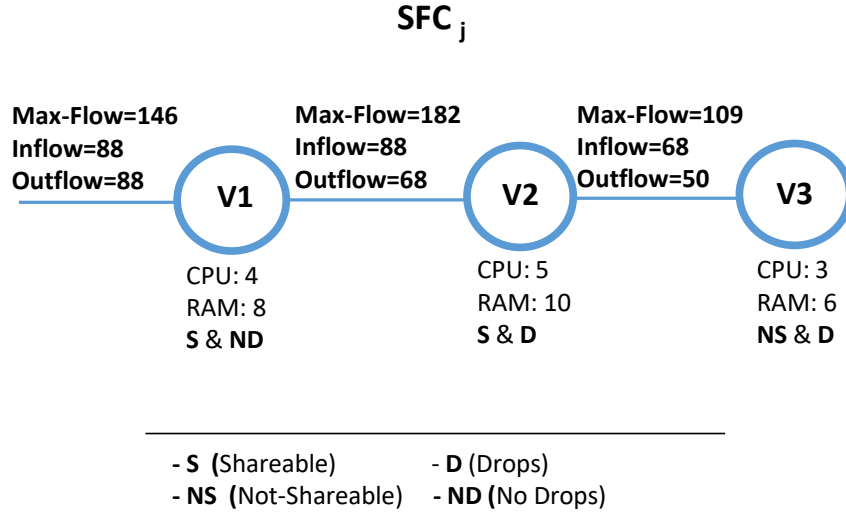 SFC j
Max-Flow=146
Inflow=88
Outflow=88
Max-Flow=182
Inflow=88
Outflow=68
Max-Flow=109
Inflow=68
Outflow=50
V1
V2
V3
CPU: 4
RAM: 8
S & ND
CPU: 5
RAM: 10
S & D
CPU: 3
RAM: 6
NS & D
- S (Shareable) - D (Drops)
- NS (Not-Shareable) - ND (No Drops)